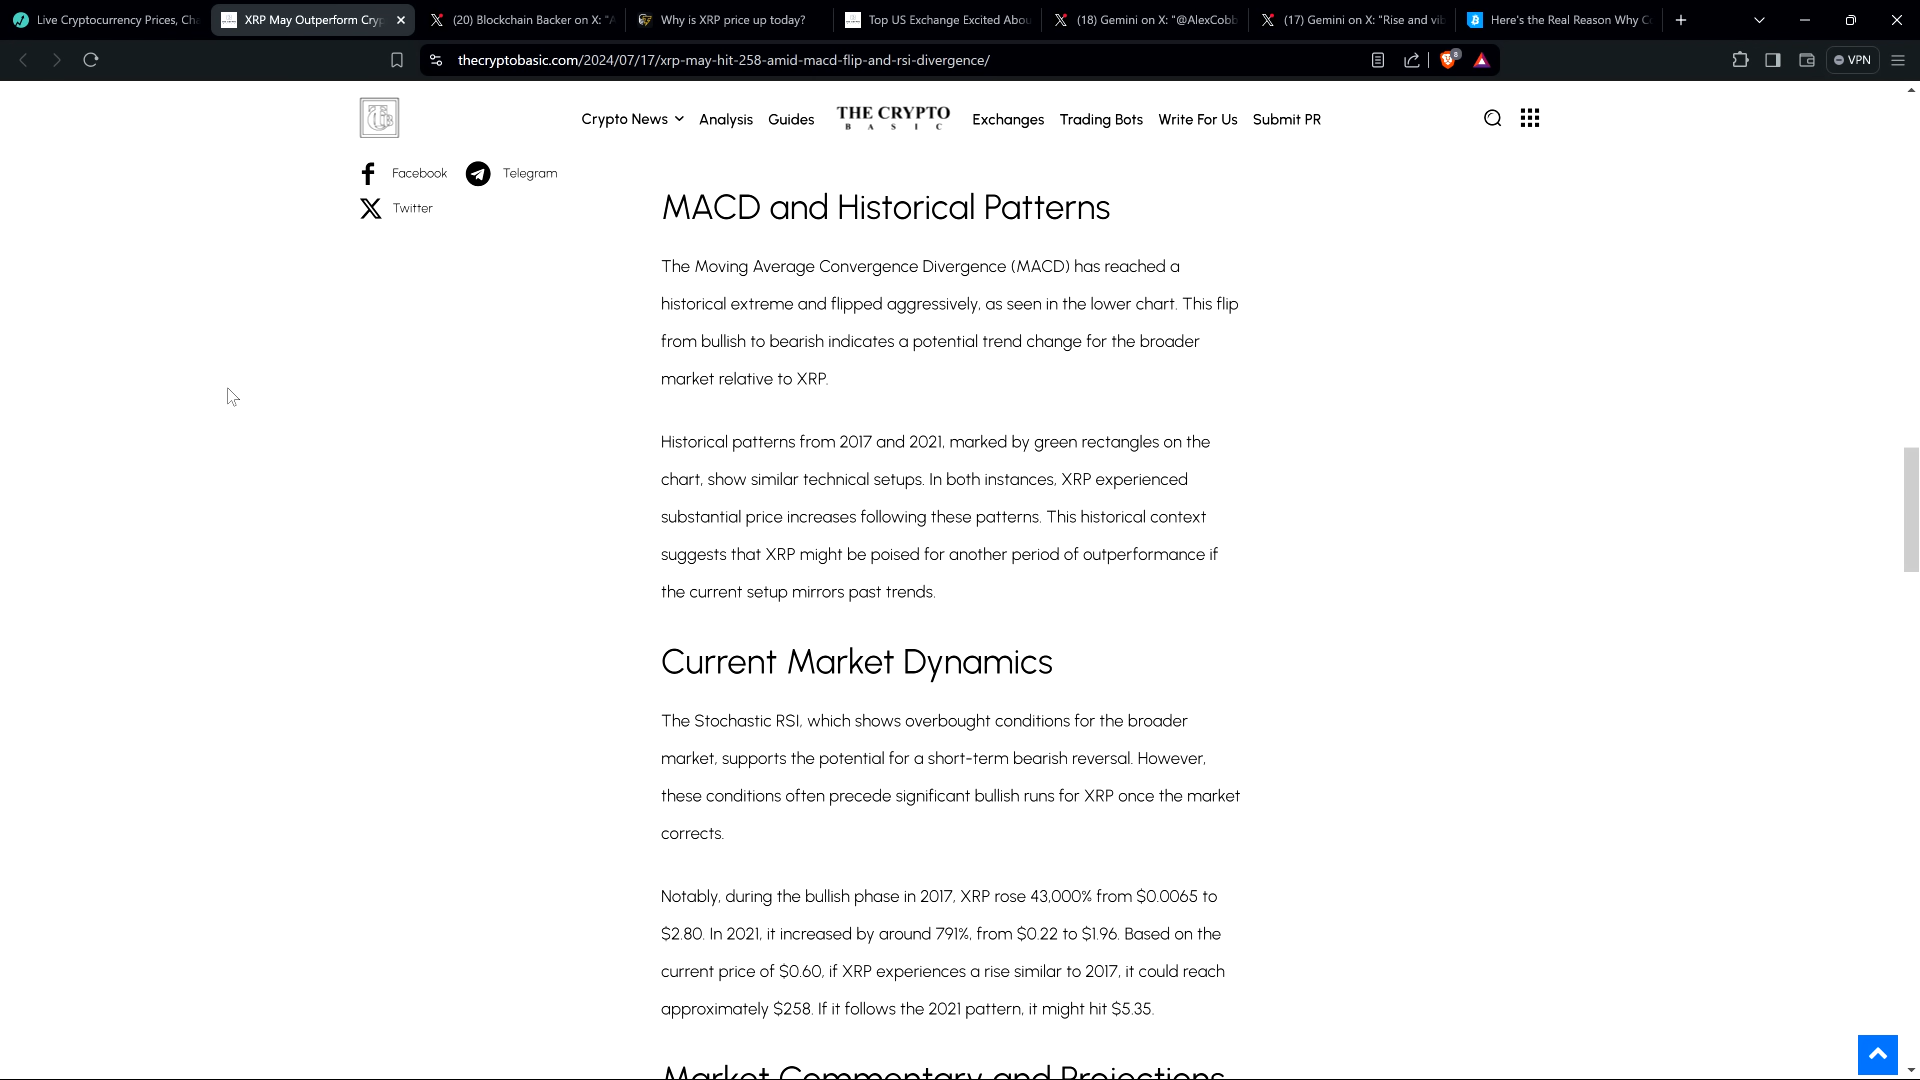 Live Cryptocurrency Prices, Cha
XRP May Outperform Cryp
(20) Blockchain Backer on X: "A
Why is XRP price up today?
Top US Exchange Excited Abou
(18) Gemini on X: "@AlexCobb
(17) Gemini on X: "Rise and vib
Here's the Real Reason Why C
thecryptobasic.com/2024/07/17/xrp-may-hit-258-amid-macd-flip-and-rsi-divergence/
8
VPN
Crypto News
Analysis
Guides
THE CRYPTO
BASIC
Exchanges
Trading Bots
Write For Us
Submit PR
Facebook
Telegram
Twitter
MACD and Historical Patterns
The Moving Average Convergence Divergence (MACD) has reached a
historical extreme and flipped aggressively, as seen in the lower chart. This flip
from bullish to bearish indicates a potential trend change for the broader
market relative to XRP.
Historical patterns from 2017 and 2021, marked by green rectangles on the
chart, show similar technical setups. In both instances, XRP experienced
substantial price increases following these patterns. This historical context
suggests that XRP might be poised for another period of outperformance if
the current setup mirrors past trends.
Current Market Dynamics
The Stochastic RSI, which shows overbought conditions for the broader
market, supports the potential for a short-term bearish reversal. However,
these conditions often precede significant bullish runs for XRP once the market
corrects.
Notably, during the bullish phase in 2017, XRP rose 43,000% from $0.0065 to
$2.80. In 2021, it increased by around 791%, from $0.22 to $1.96. Based on the
current price of $0.60, if XRP experiences a rise similar to 2017, it could reach
approximately $258. If it follows the 2021 pattern, it might hit $5.35.
Market Commentary and Projections